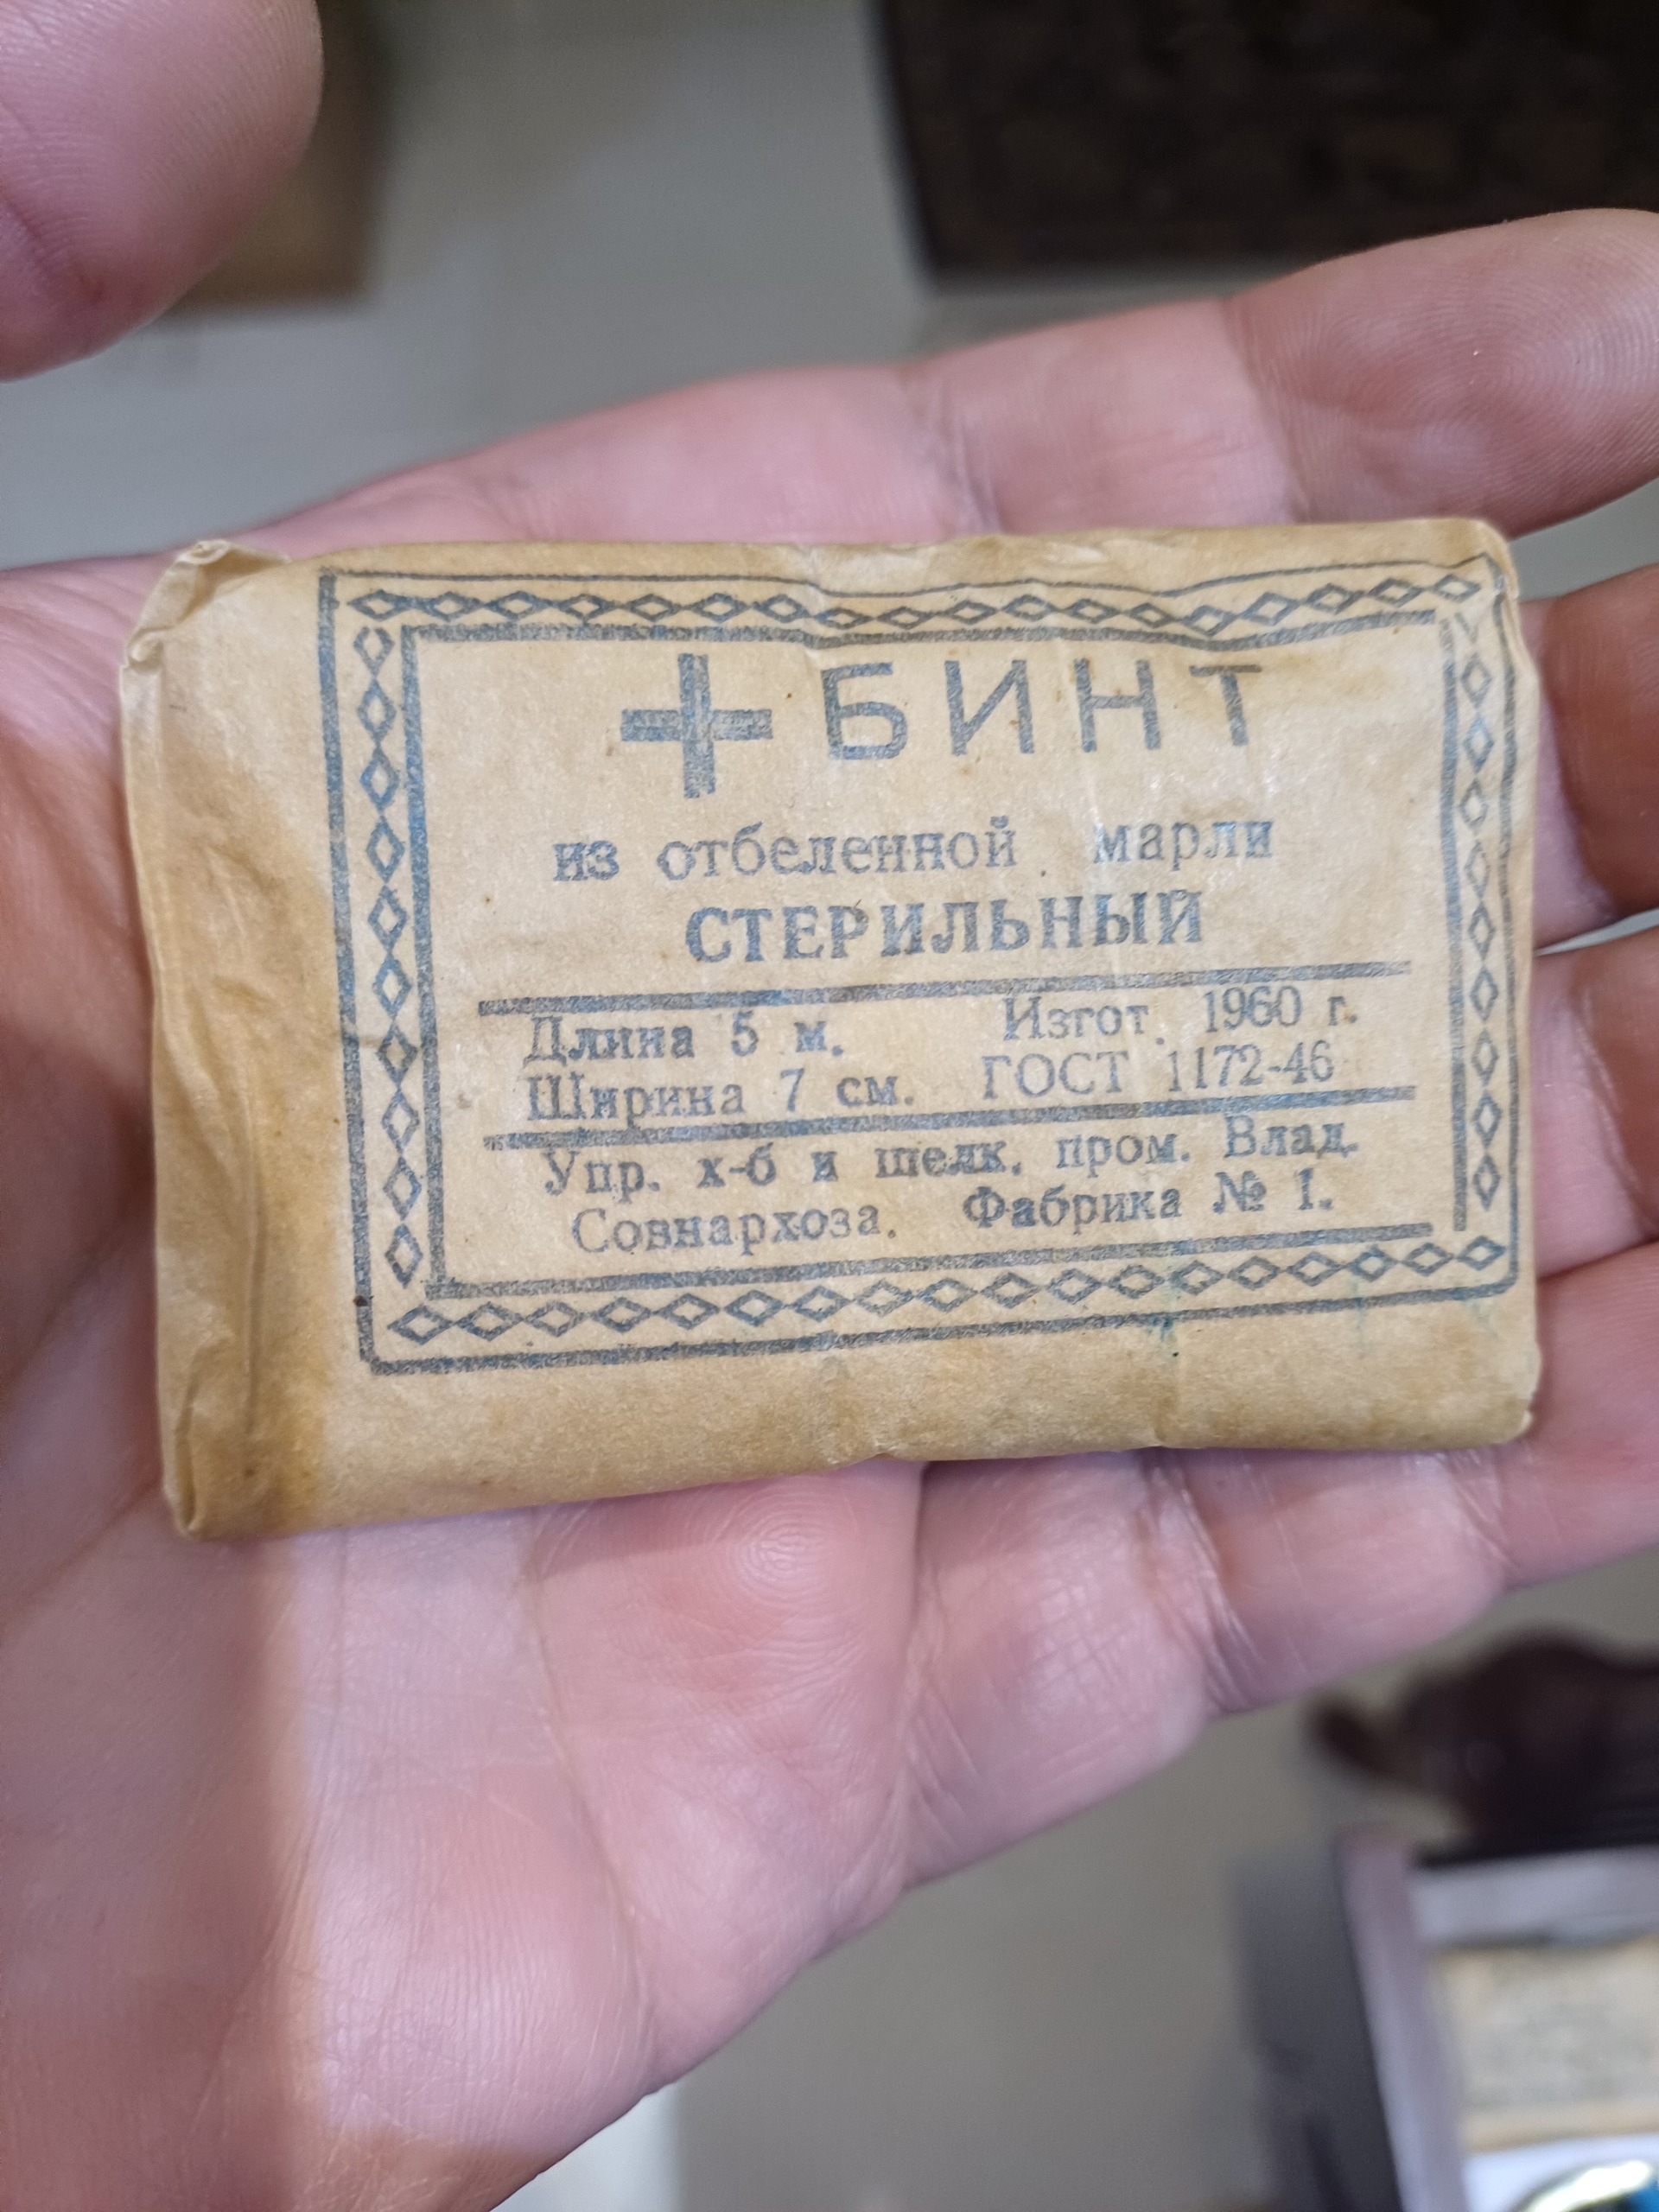 БИНТ
из отбеленной марли
СТЕРИЛЬНЫЙ
Длина 5 м. Изгот. 1960 г.
Ширина 7 см. ГОСТ 1172-46
Упр. х-б и шелк. пром. Влад.
Совнархоза. Фабрика № 1.